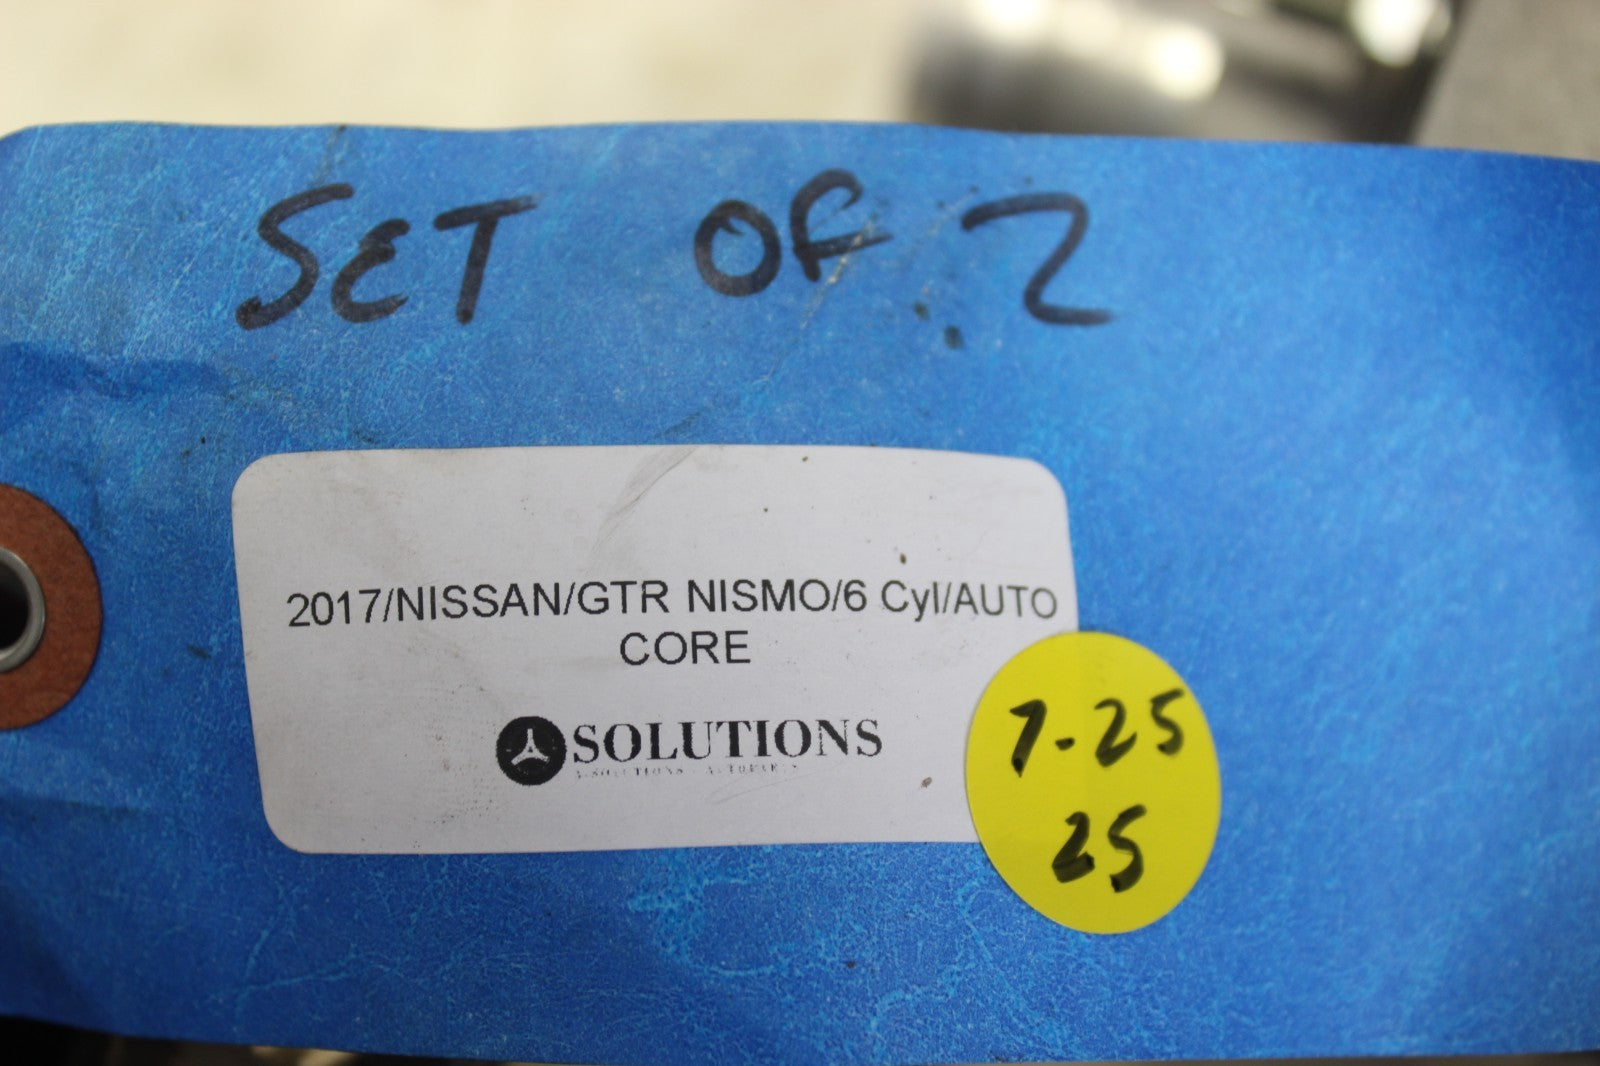 SET OF 2
2017/NISSAN/GTR NISMO/6 Cyl/AUTO
CORE
SOLUTIONS
7-25
25